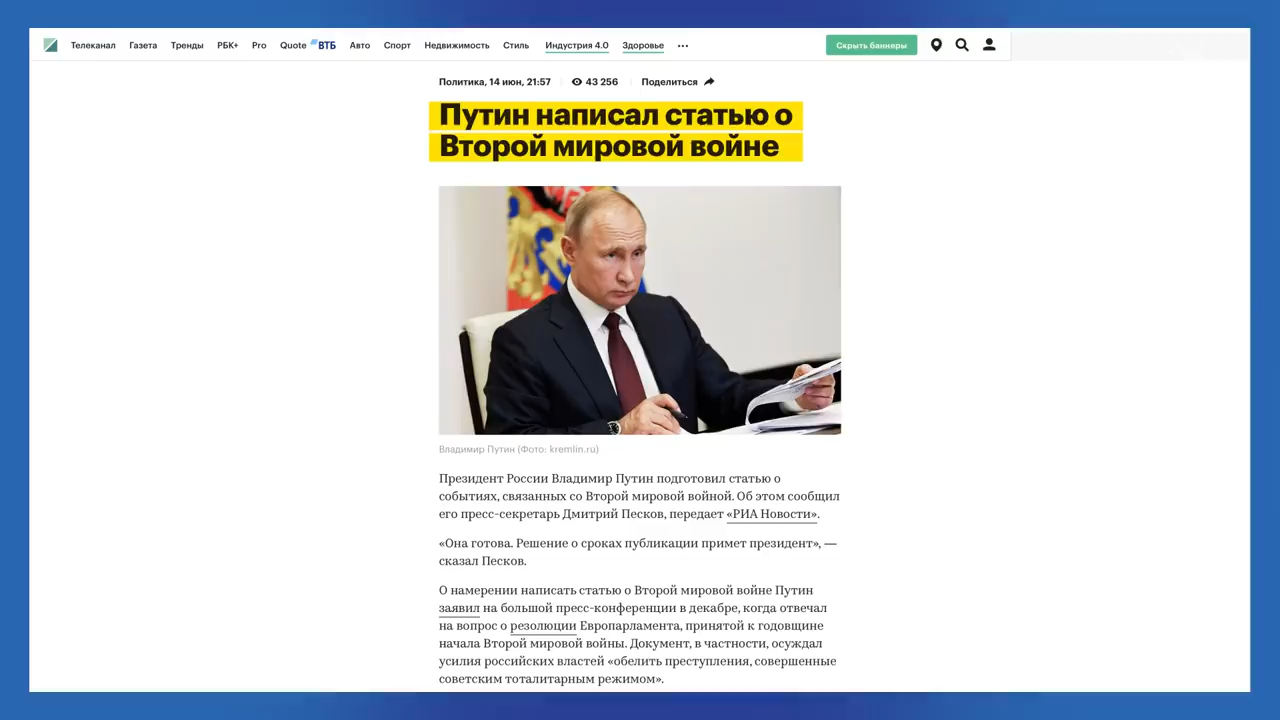 Телеканал Газета Тренды РБК+ Pro Quote ВТБ Авто Спорт Недвижимость Стиль Индустрия 4.0 Здоровье ••• Скрыть баннеры
Политика, 14 июн, 21:57 43 256 Поделиться
Путин написал статью о
Второй мировой войне
Владимир Путин (Фото: kremlin.ru)
Президент России Владимир Путин подготовил статью о
событиях, связанных со Второй мировой войной. Об этом сообщил
его пресс-секретарь Дмитрий Песков, передает «РИА Новости».
«Она готова. Решение о сроках публикации примет президент», —
сказал Песков.
О намерении написать статью о Второй мировой войне Путин
заявил на большой пресс-конференции в декабре, когда отвечал
на вопрос о резолюции Европарламента, принятой к годовщине
начала Второй мировой войны. Документ, в частности, осуждал
усилия российских властей «обелить преступления, совершенные
советским тоталитарным режимом».